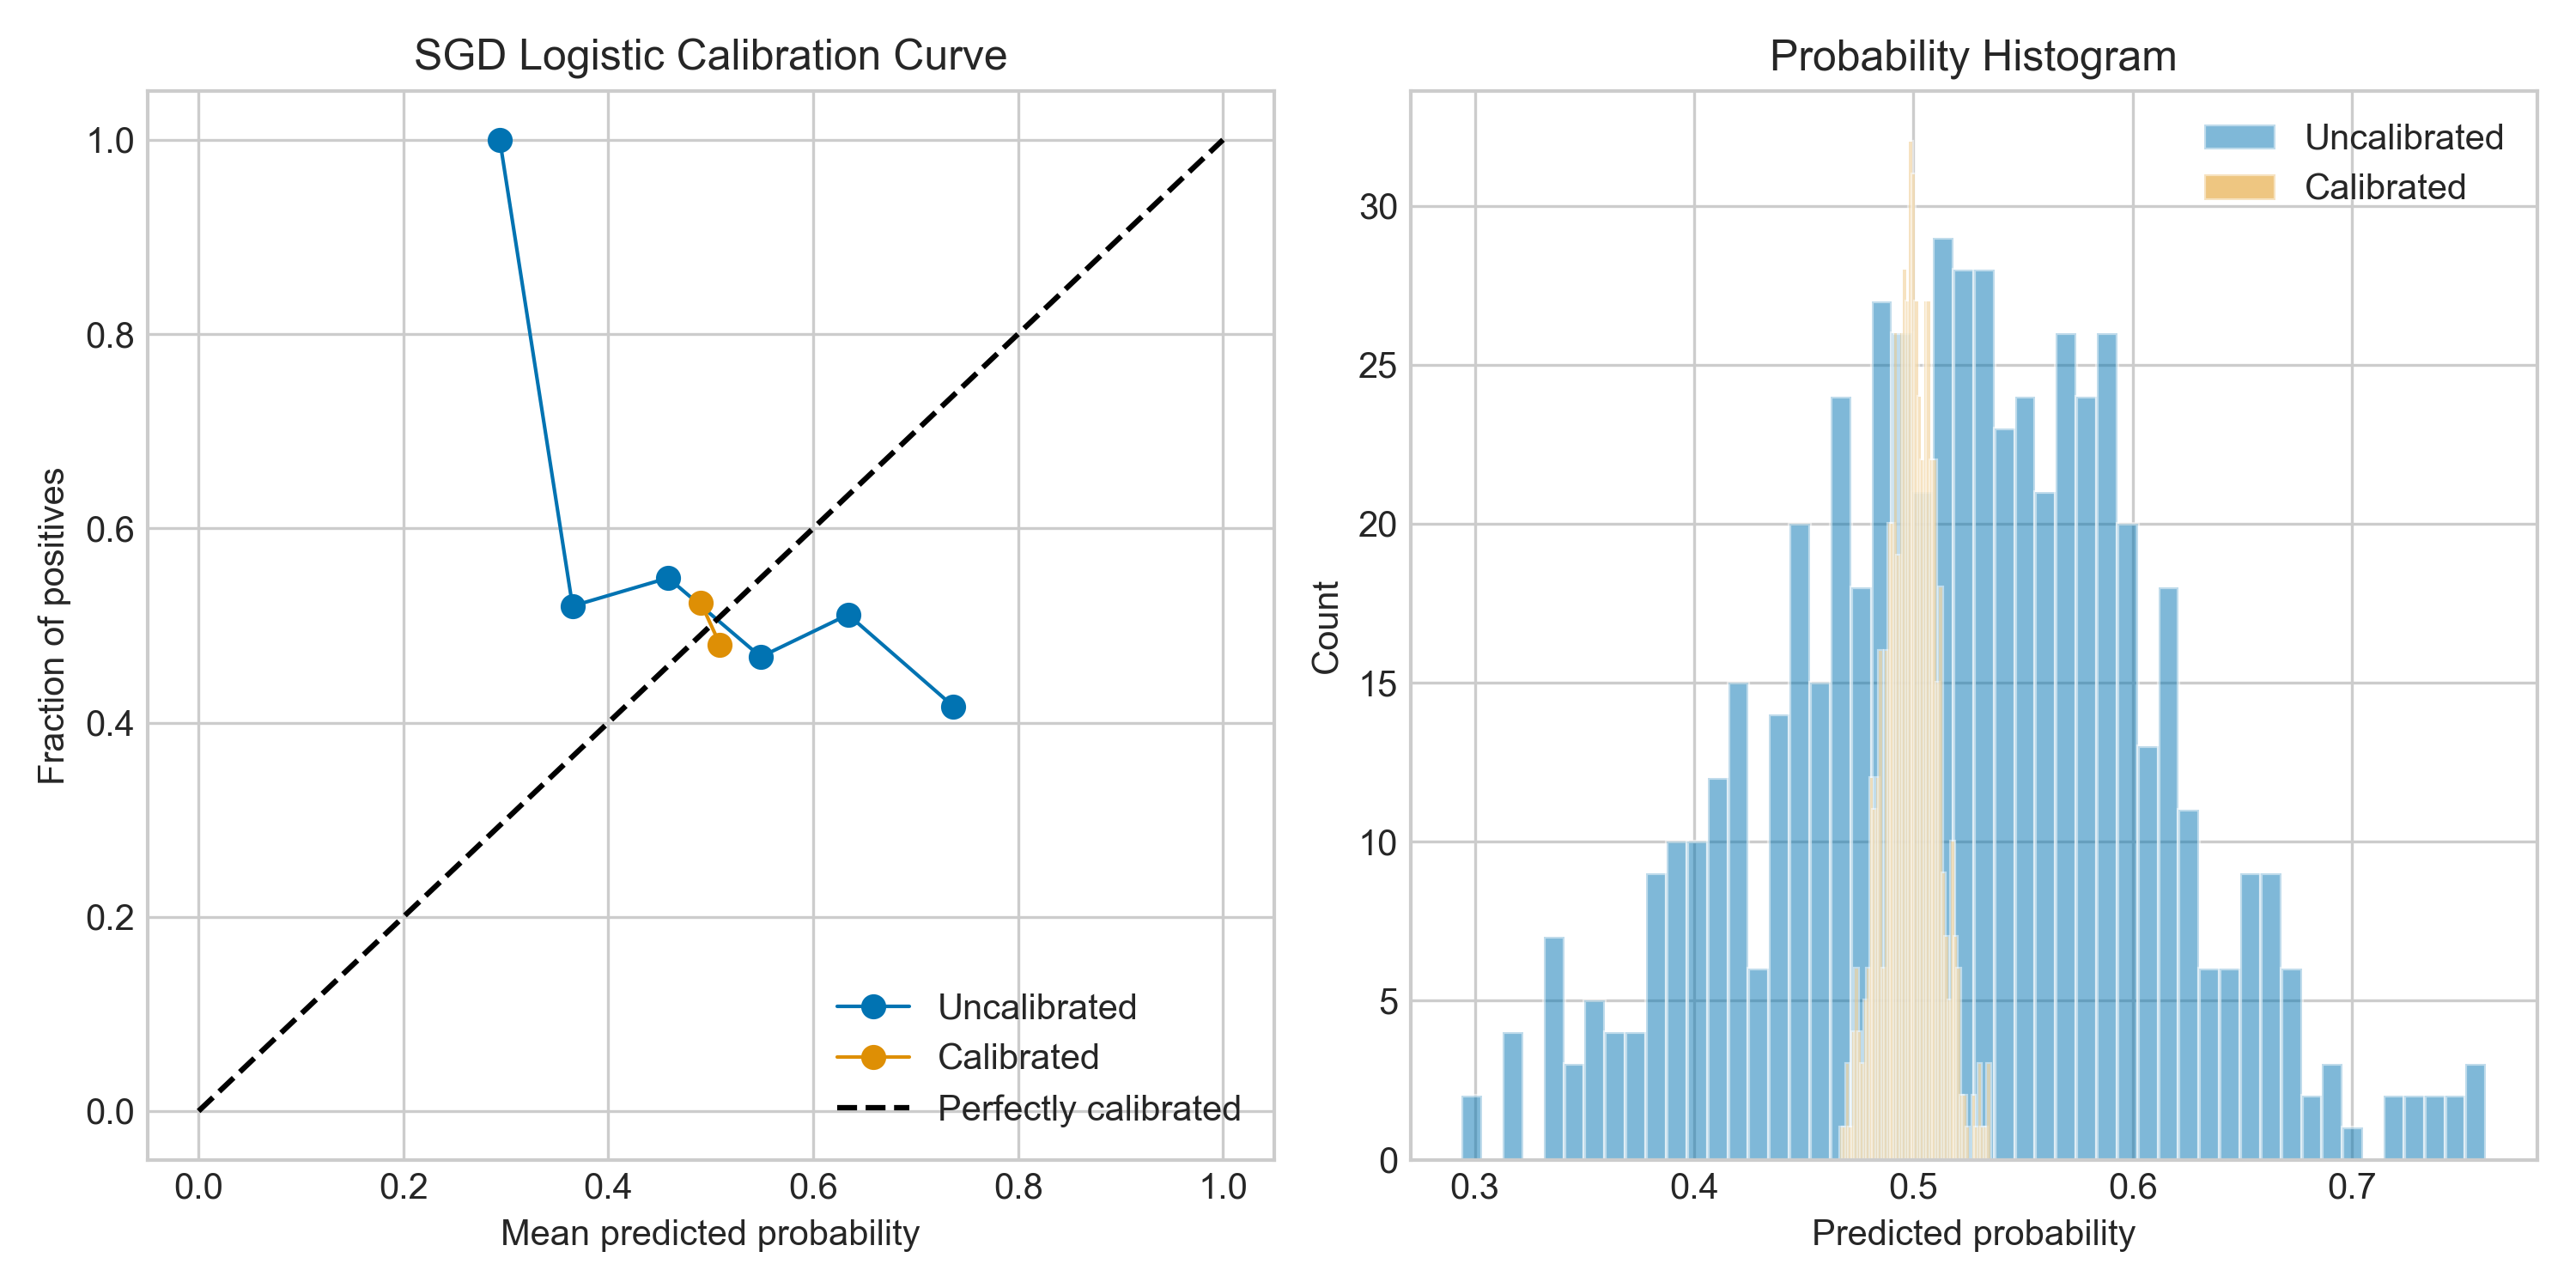 SGD Logistic Calibration Curve
1.0
0.8
0.6
0.4
0.2
0.0
Fraction of positives
Uncalibrated
Calibrated
Perfectly calibrated
0.0 0.2 0.4 0.6 0.8 1.0
Mean predicted probability
Probability Histogram
Uncalibrated
Calibrated
30
25
20
15
10
5
0
Count
0.3 0.4 0.5 0.6 0.7
Predicted probability